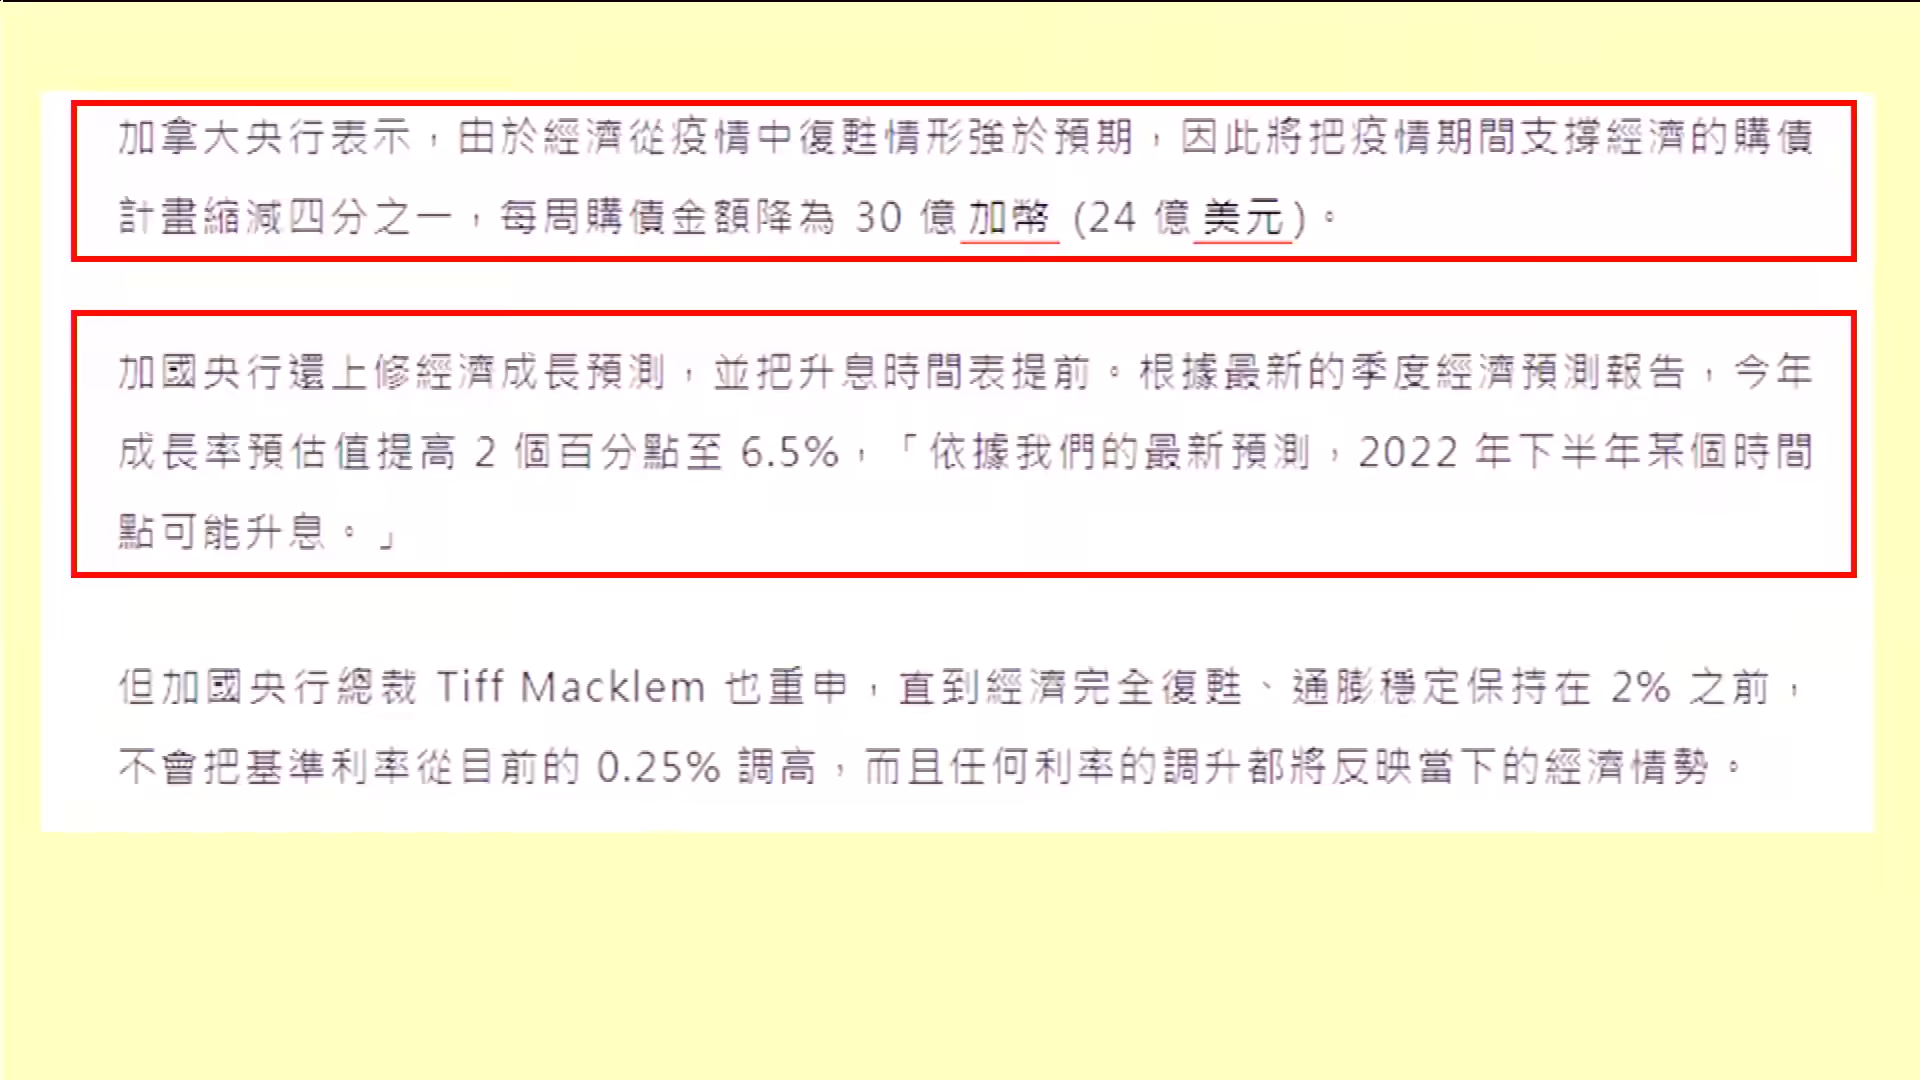 加拿大央行表示，由於經濟從疫情中復甦情形強於預期，因此將把疫情期間支撐經濟的購債
計畫縮減四分之一，每周購債金額降為 30 億加幣 (24 億美元)。
加國央行還上修經濟成長預測，並把升息時間表提前。根據最新的季度經濟預測報告，今年
成長率預估值提高 2 個百分點至 6.5%，「依據我們的最新預測，2022 年下半年某個時間
點可能升息。」
但加國央行總裁 Tiff Macklem 也重申，直到經濟完全復甦、通膨穩定保持在 2% 之前，
不會把基準利率從目前的 0.25% 調高，而且任何利率的調升都將反映當下的經濟情勢。